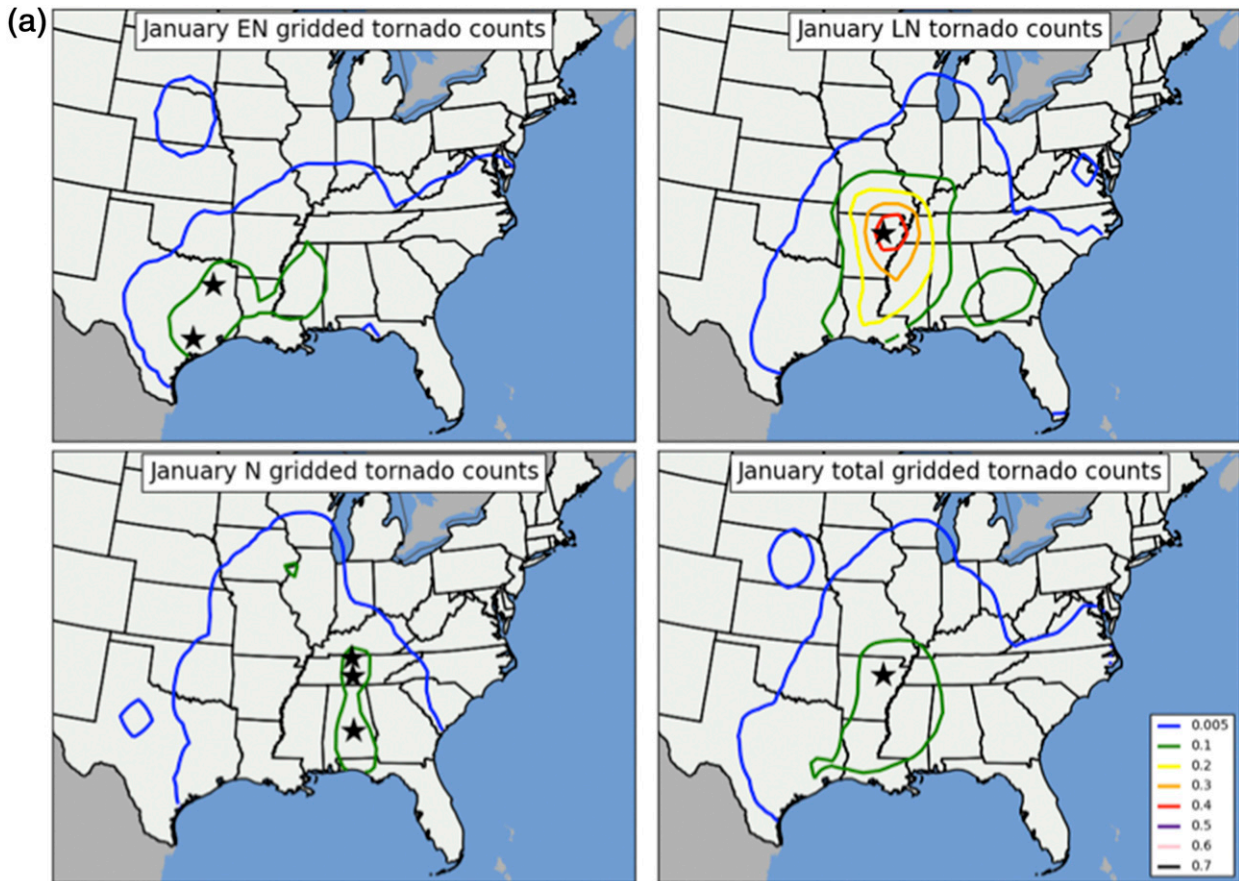 (a)
January EN gridded tornado counts
January LN tornado counts
January N gridded tornado counts
January total gridded tornado counts
0.005
0.1
0.2
0.3
0.4
0.5
0.6
0.7